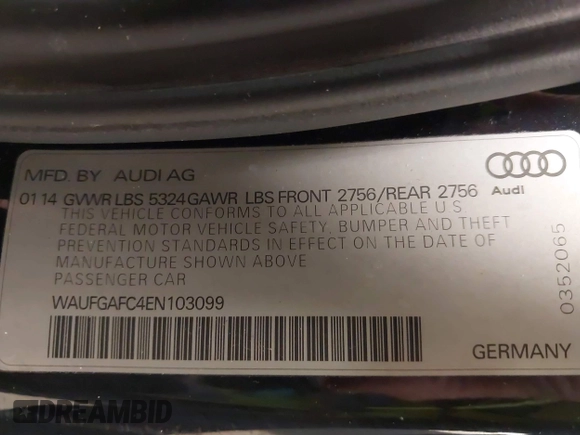 MFD. BY AUDI AG
01 14 GVWR LBS 5324 GAWR LBS FRONT 2756/REAR 2756
THIS VEHICLE CONFORMS TO ALL APPLICABLE U.S.
FEDERAL MOTOR VEHICLE SAFETY, BUMPER AND THEFT
PREVENTION STANDARDS IN EFFECT ON THE DATE OF
MANUFACTURE SHOWN ABOVE
PASSENGER CAR
WAUFGAFC4EN103099
Audi
0352065
GERMANY
DREAMBID